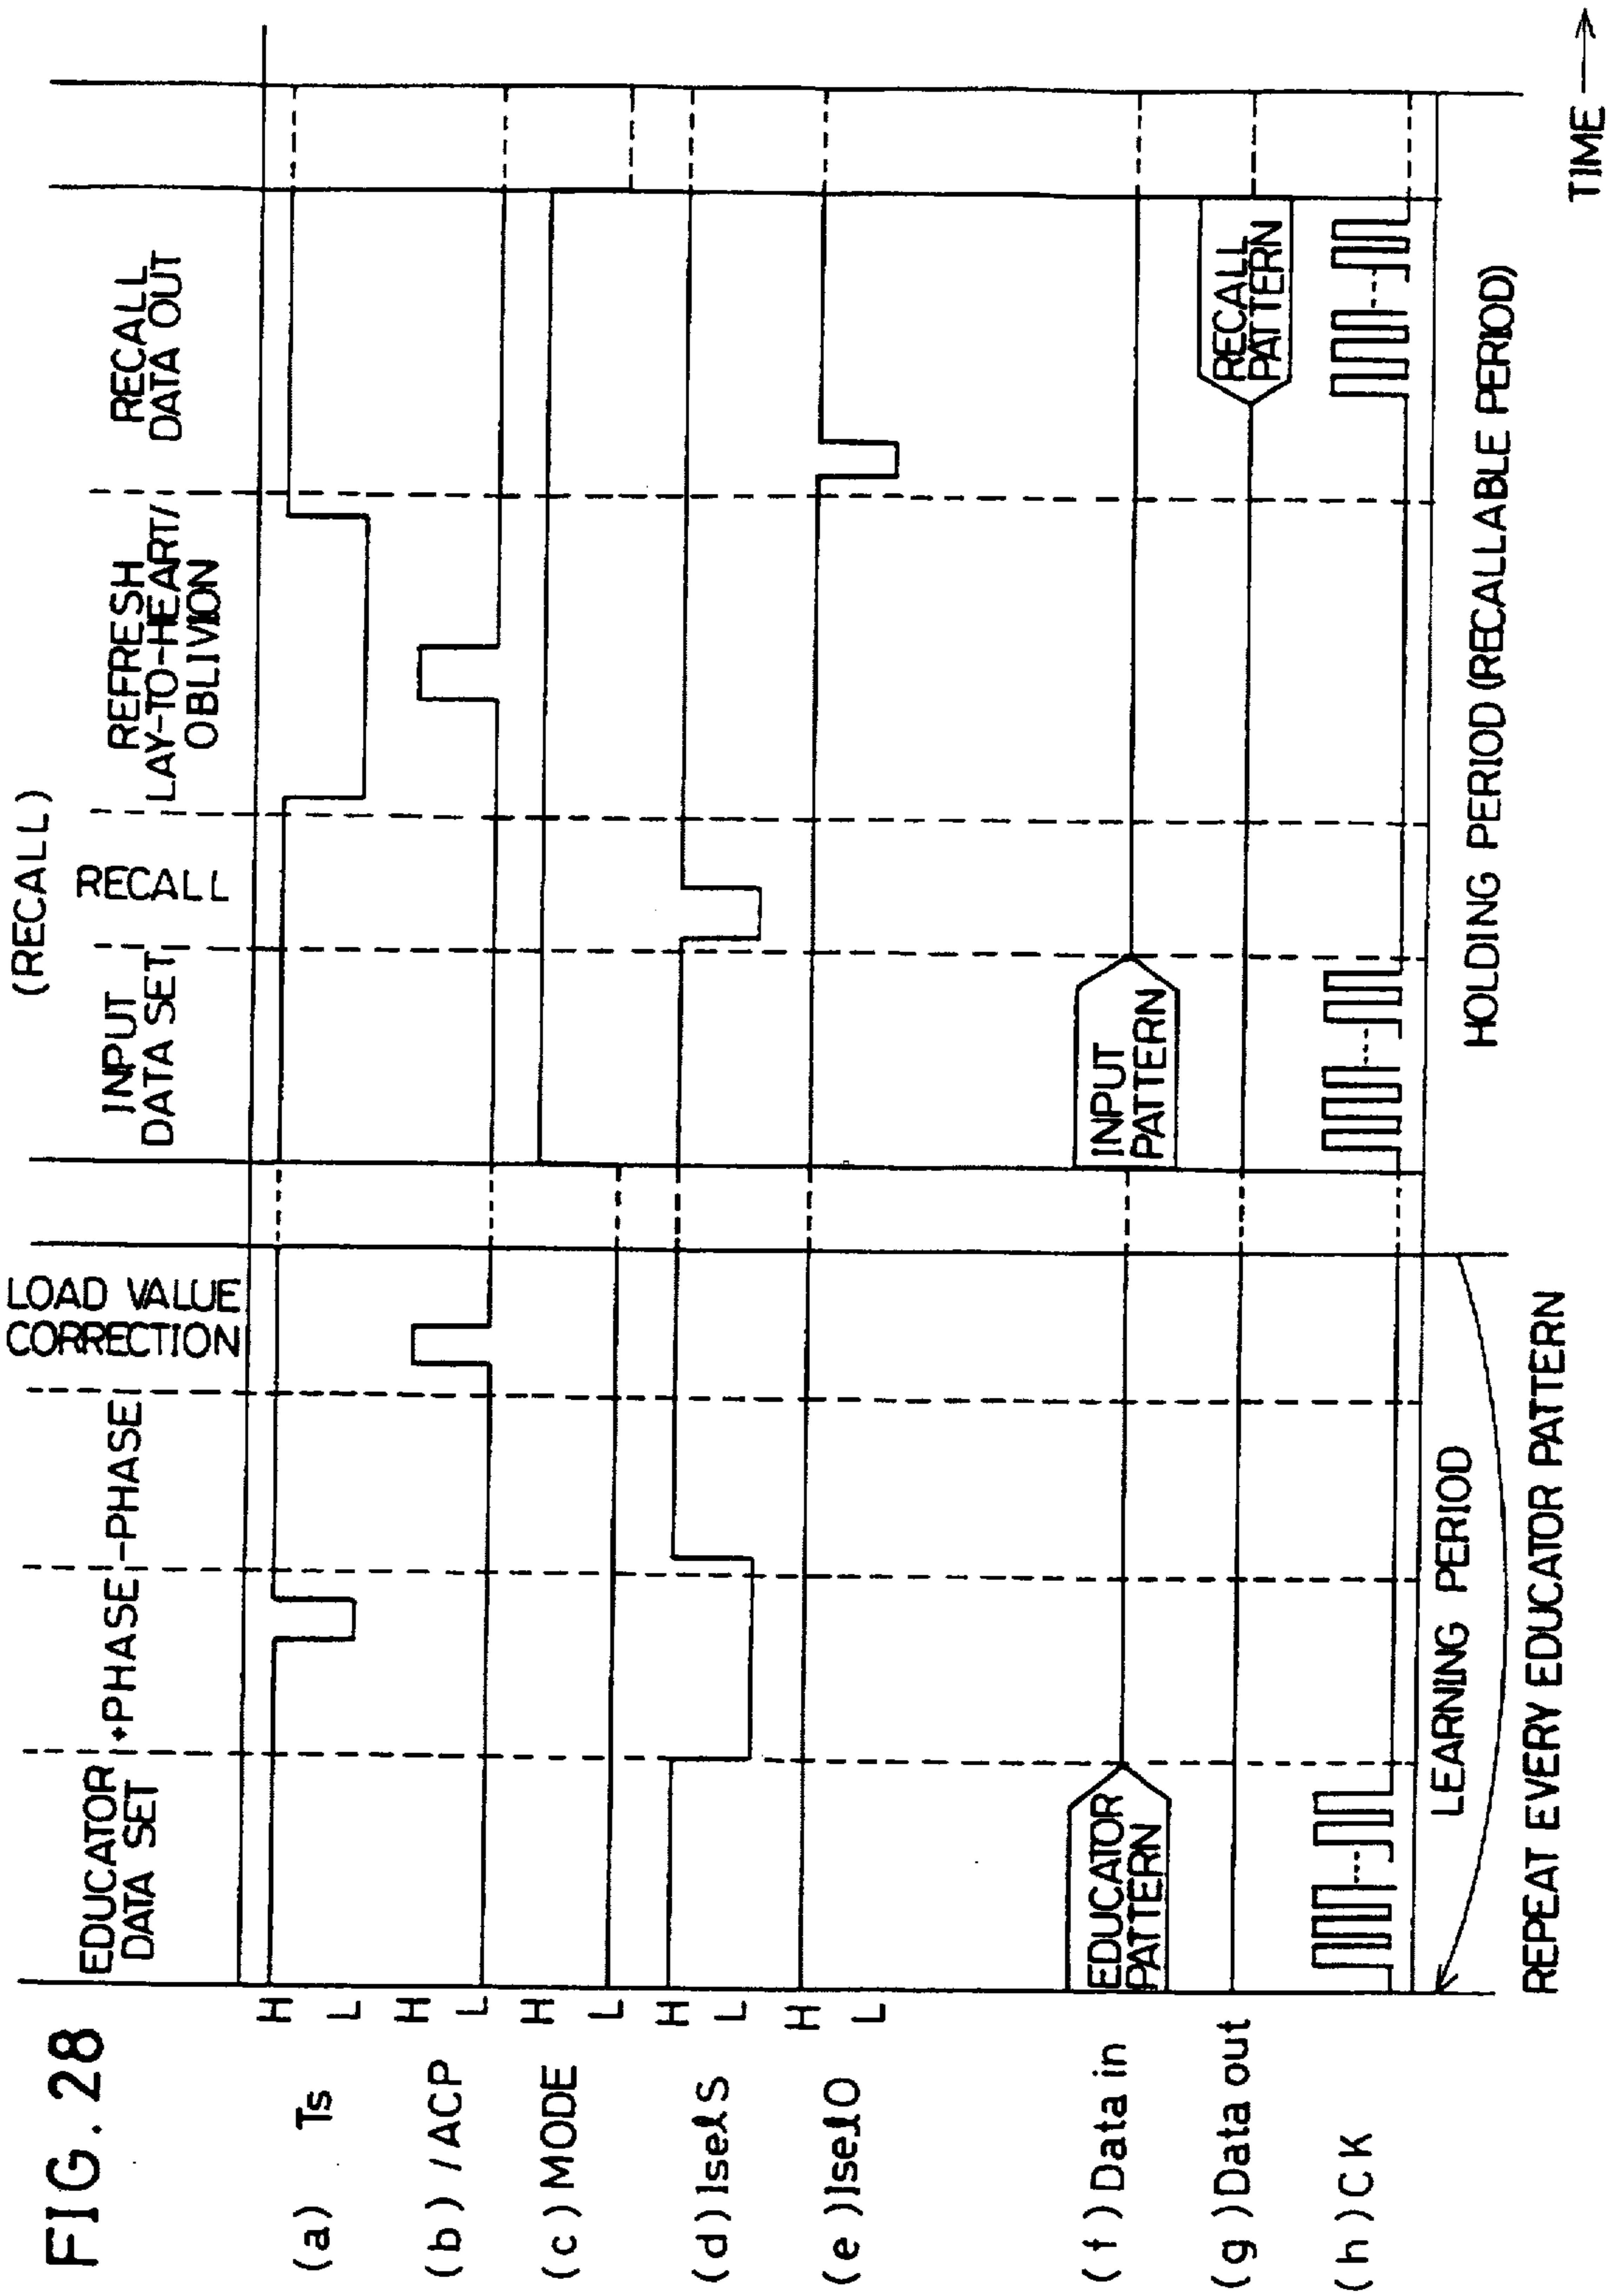 FIG. 28
(RECALL)
EDUCATOR
DATA SET
+PHASE
-PHASE
LOAD VALUE
CORRECTION
INPUT
DATA SET
RECALL
REFRESH
LAY-TO-HEART/
OBLIVION
RECALL
DATA OUT
(a) Ts
H
L
(b) /ACP
H
L
(c) MODE
H
L
(d) IselS
H
L
(e) IselO
H
L
(f) Data in
EDUCATOR
PATTERN
INPUT
PATTERN
(g) Data out
RECALL
PATTERN
(h) CK
LEARNING PERIOD
HOLDING PERIOD (RECALLABLE PERIOD)
REPEAT EVERY EDUCATOR PATTERN
TIME